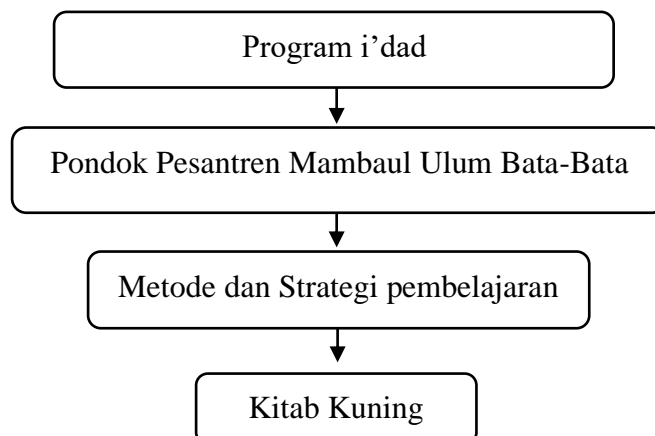 Program i’dad
Pondok Pesantren Mambaul Ulum Bata-Bata
Metode dan Strategi pembelajaran
Kitab Kuning